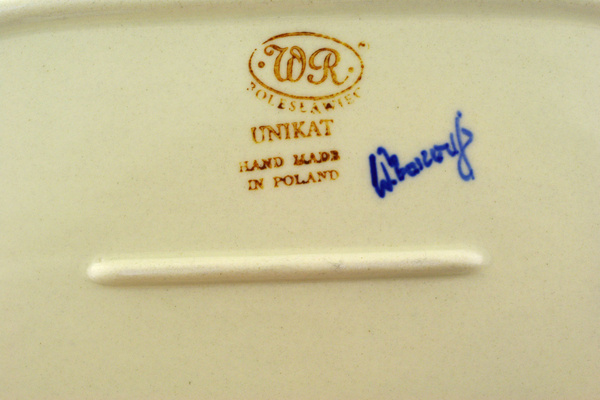 WR
BOLESŁAWIEC
UNIKAT
HAND MADE
IN POLAND